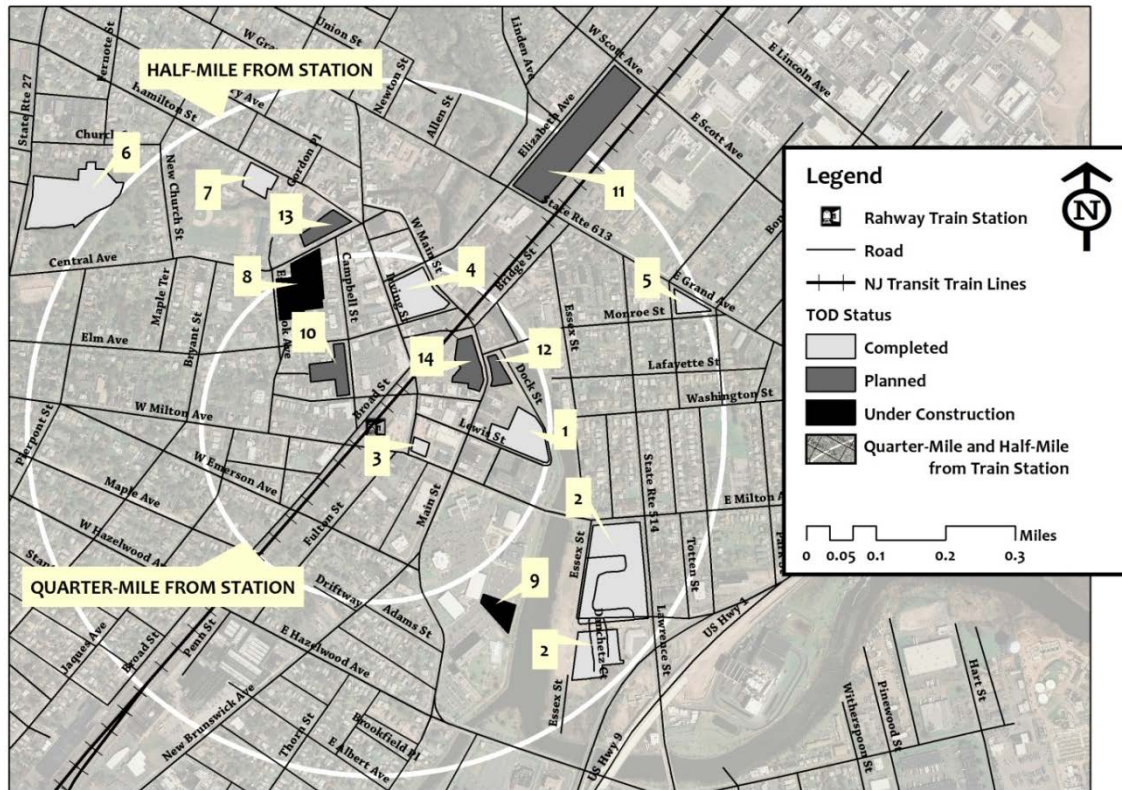 Union St
W Scott Ave
E Lincoln Ave
Linden Ave
HALF-MILE FROM STATION
Newton St
Allen St
Hamilton St
State Rte 27
Elizabeth Ave
E Scott Ave
6
7
Gordon Pl
New Church St
11
13
State Rte 613
W Main St
Bridge St
Central Ave
8
Campbell St
Irving St
4
5
E Grand Ave
Maple Ter
Essex St
Monroe St
Elm Ave
Bryant St
10
14
12
Lafayette St
Dock St
Washington St
W Milton Ave
Broad St
Lewis St
1
Pierpont St
3
W Emerson Ave
Main St
State Rte 514
E Milton A
2
Maple Ave
Fulton St
Essex St
Totten St
W Hazelwood Ave
QUARTER-MILE FROM STATION
Driftway
9
Adams St
2
Lawrence St
US Hwy 1
E Hazelwood Ave
Penn St
Jaques Ave
Broad St
Essex St
New Brunswick Ave
Thorn St
Brookfield Pl
E Albert Ave
US Hwy 9
Witherspoon St
Pinewood St
Hart St
Legend
N
Rahway Train Station
Road
NJ Transit Train Lines
TOD Status
Completed
Planned
Under Construction
Quarter-Mile and Half-Mile
from Train Station
Miles
0 0.05 0.1 0.2 0.3